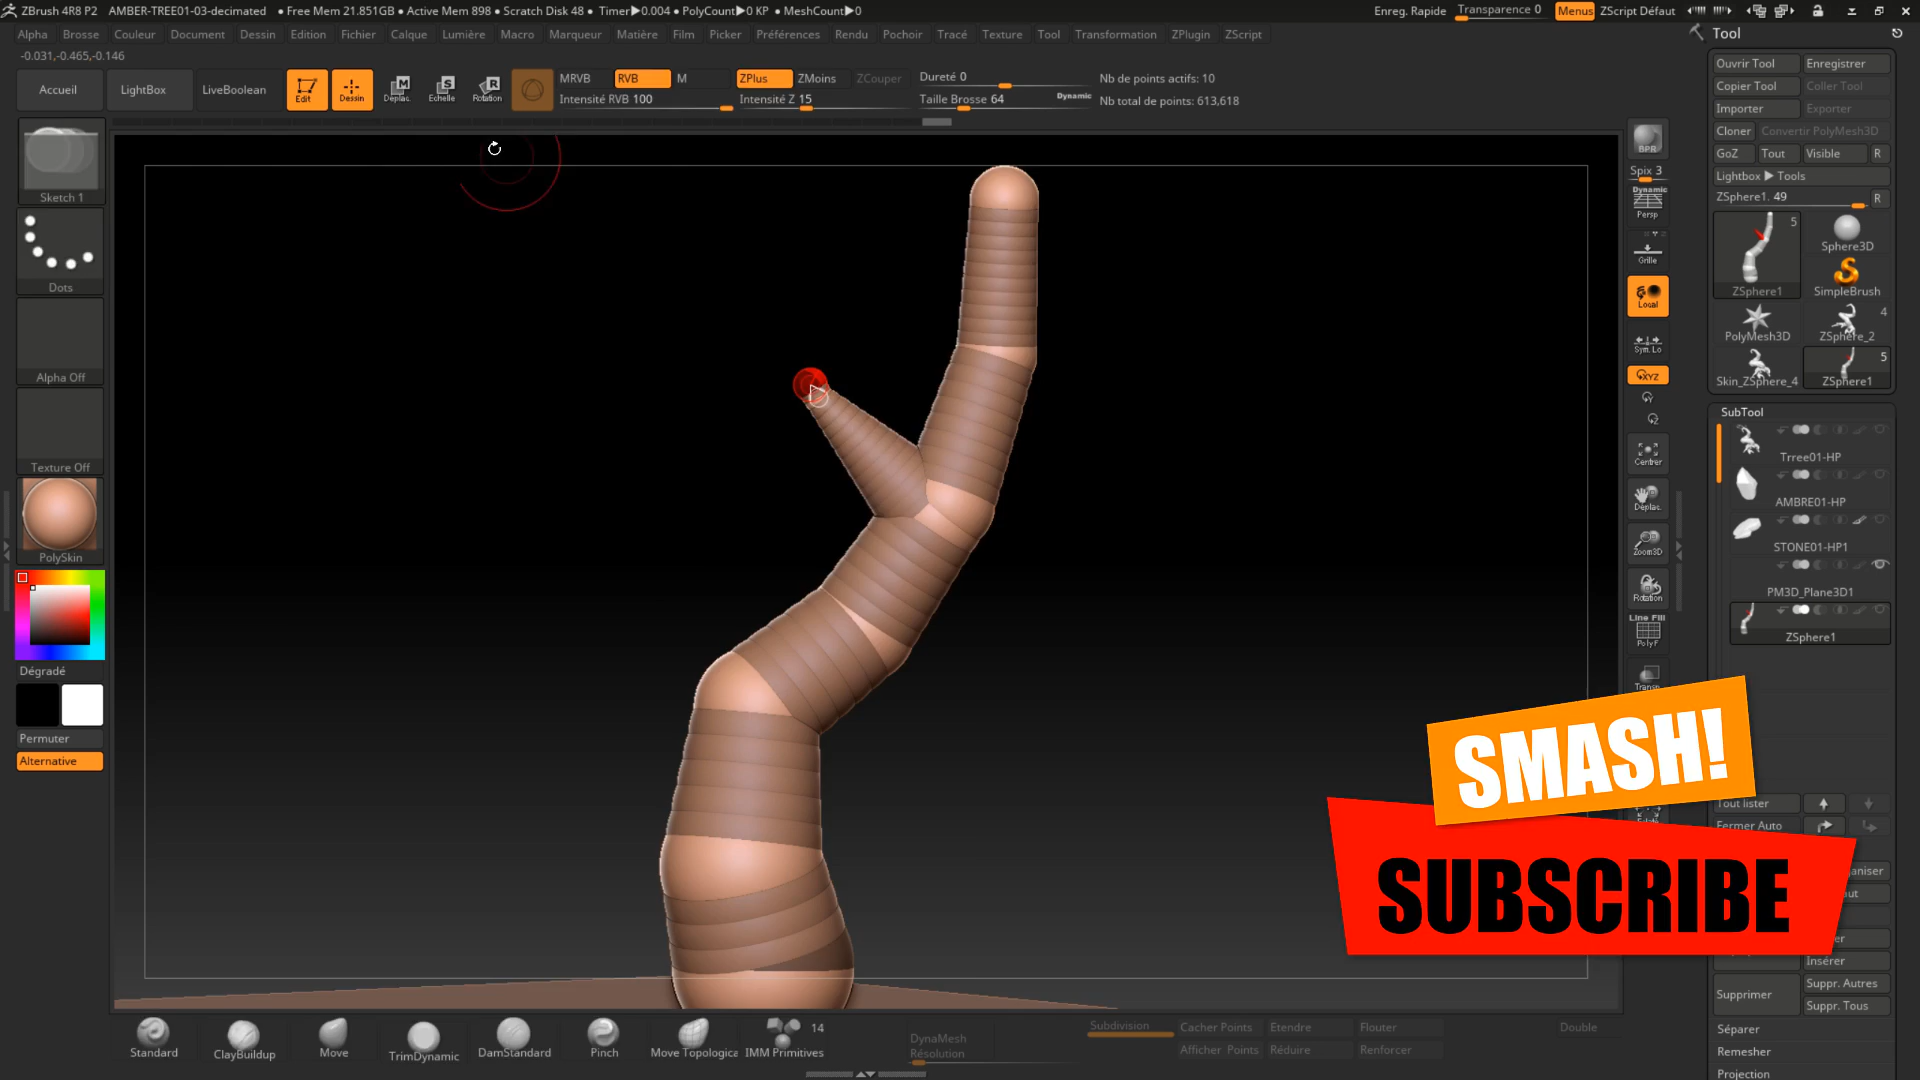 ZBrush 4R8 P2 AMBER-TREE01-03-decimated • Free Mem 21.851GB • Active Mem 898 • Scratch Disk 48 • Timer▶0.004 • PolyCount▶0 KP • MeshCount▶0
Enreg. Rapide Transparence 0 Menus ZScript Défaut
Alpha Brosse Couleur Document Dessin Edition Fichier Calque Lumière Macro Marqueur Matière Film Picker Préférences Rendu Pochoir Tracé Texture Tool Transformation ZPlugin ZScript
-0.031,-0.465,-0.146
Accueil LightBox LiveBoolean Edit Dessin Deplac. Echelle Rotation
MRVB RVB M ZPlus ZMoins ZCouper Dureté 0 Nb de points actifs: 10
Intensité RVB 100 Intensité Z 15 Taille Brosse 64 Dynamic Nb total de points: 613,618
Sketch 1
Dots
Alpha Off
Texture Off
PolySkin
Dégradé
Permuter
Alternative
BPR
Spix 3
Dynamic
Persp
Grille
Local
Sym. Lo
XYZ
Centrer
Deplac.
Zoom3D
Rotation
Line Fill
PolyF
Transp
Tool
Ouvrir Tool Enregistrer
Copier Tool Coller Tool
Importer Exporter
Cloner Convertir PolyMesh3D
GoZ Tout Visible R
Lightbox ▶ Tools
ZSphere1. 49 R
5
ZSphere1
Sphere3D
SimpleBrush
PolyMesh3D
4
ZSphere_2
Skin_ZSphere_4
5
ZSphere1
SubTool
Trree01-HP
AMBRE01-HP
STONE01-HP1
PM3D_Plane3D1
ZSphere1
SMASH!
SUBSCRIBE
Tout lister
Fermer Auto
Insérer
Supprimer
Suppr. Autres
Suppr. Tous
Séparer
Remesher
Projection
Standard ClayBuildup Move TrimDynamic DamStandard Pinch Move Topologica IMM Primitives 14
DynaMesh
Résolution
Subdivision Cacher Points Etendre Flouter Double
Afficher Points Réduire Renforcer